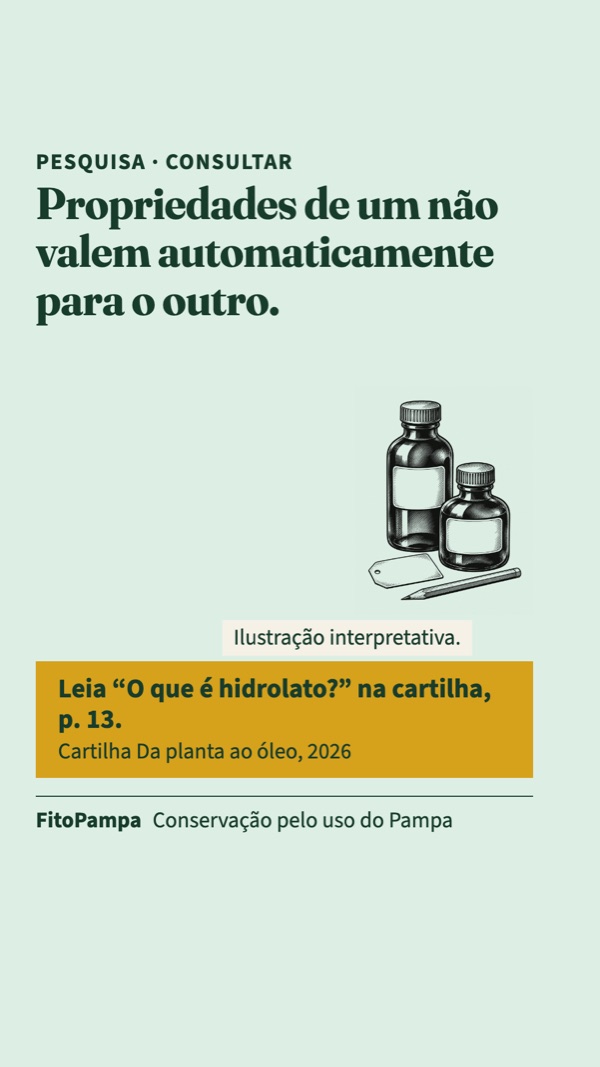 PESQUISA · CONSULTAR
Propriedades de um não
valem automaticamente
para o outro.
Ilustração interpretativa.
Leia “O que é hidrolato?” na cartilha,
p. 13.
Cartilha Da planta ao óleo, 2026
FitoPampa Conservação pelo uso do Pampa